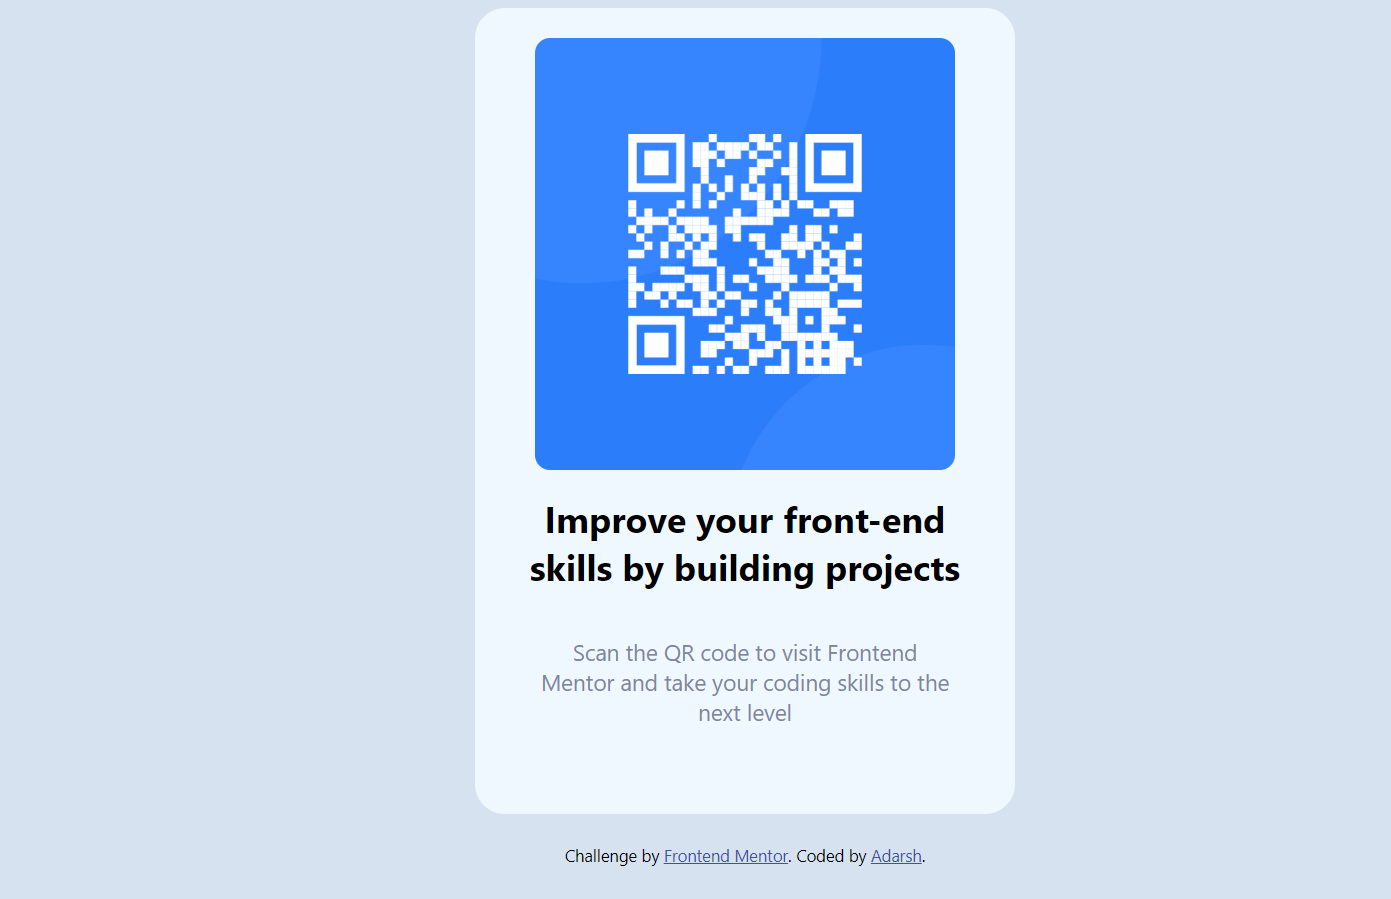 Improve your front-end
skills by building projects
Scan the QR code to visit Frontend
Mentor and take your coding skills to the
next level
Challenge by Frontend Mentor. Coded by Adarsh.